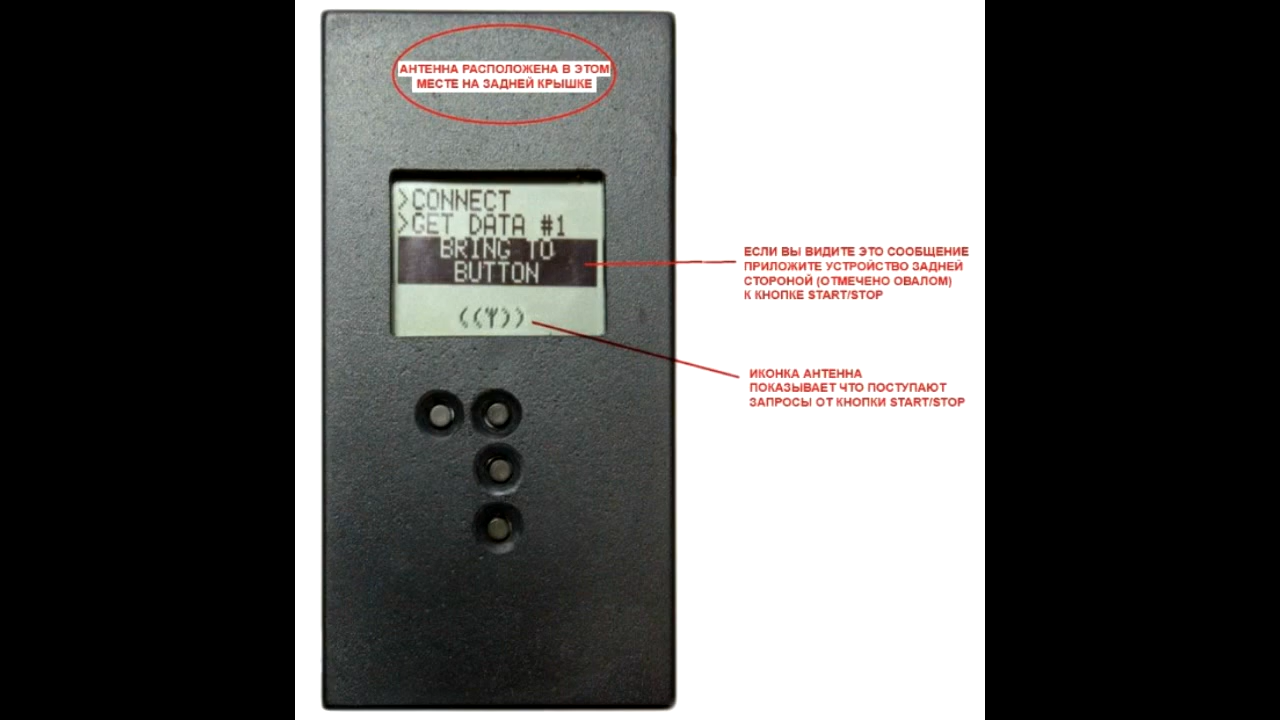 АНТЕННА РАСПОЛОЖЕНА В ЭТОМ
МЕСТЕ НА ЗАДНЕЙ КРЫШКЕ
>CONNECT
>GET DATA #1
BRING TO
BUTTON
ЕСЛИ ВЫ ВИДИТЕ ЭТО СООБЩЕНИЕ
ПРИЛОЖИТЕ УСТРОЙСТВО ЗАДНЕЙ
СТОРОНОЙ (ОТМЕЧЕНО ОВАЛОМ)
К КНОПКЕ START/STOP
ИКОНКА АНТЕННА
ПОКАЗЫВАЕТ ЧТО ПОСТУПАЮТ
ЗАПРОСЫ ОТ КНОПКИ START/STOP